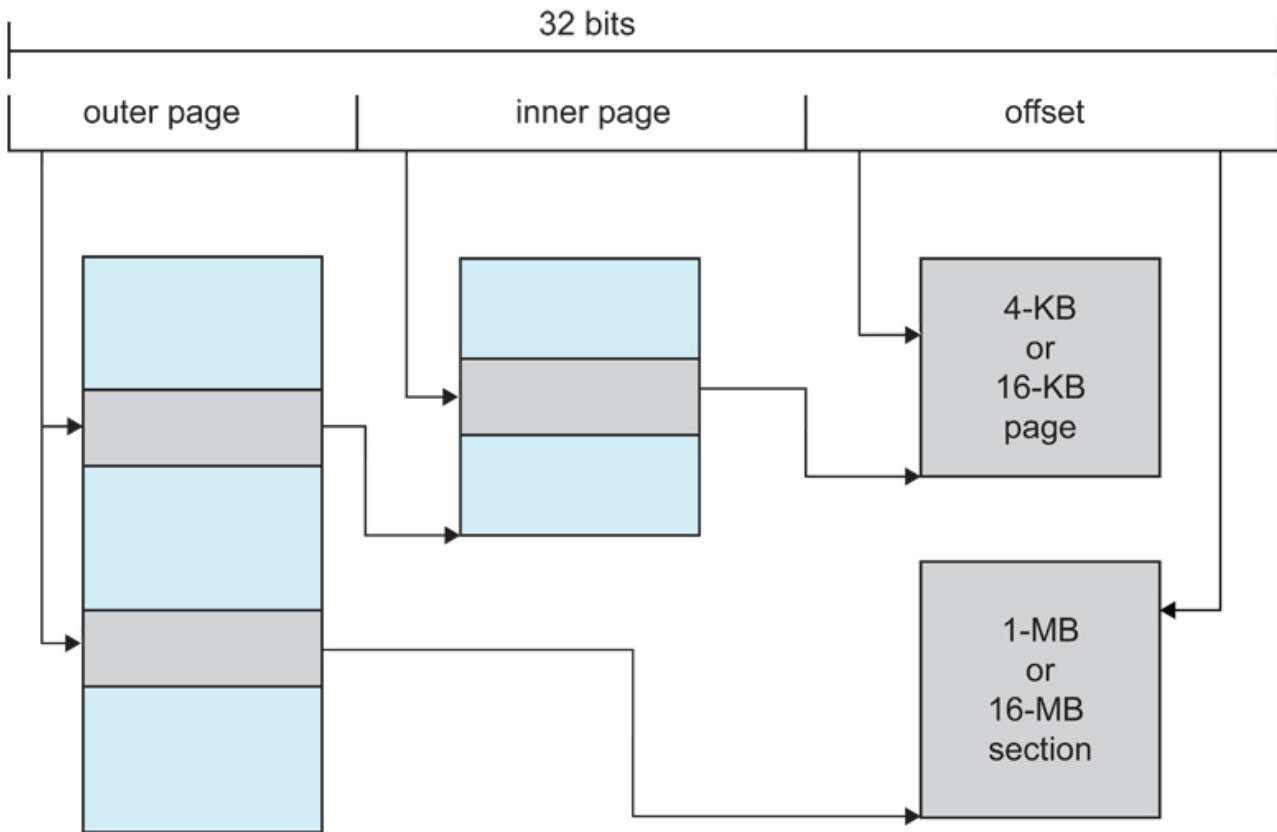 32 bits
outer page
inner page
offset
4-KB
or
16-KB
page
1-MB
or
16-MB
section